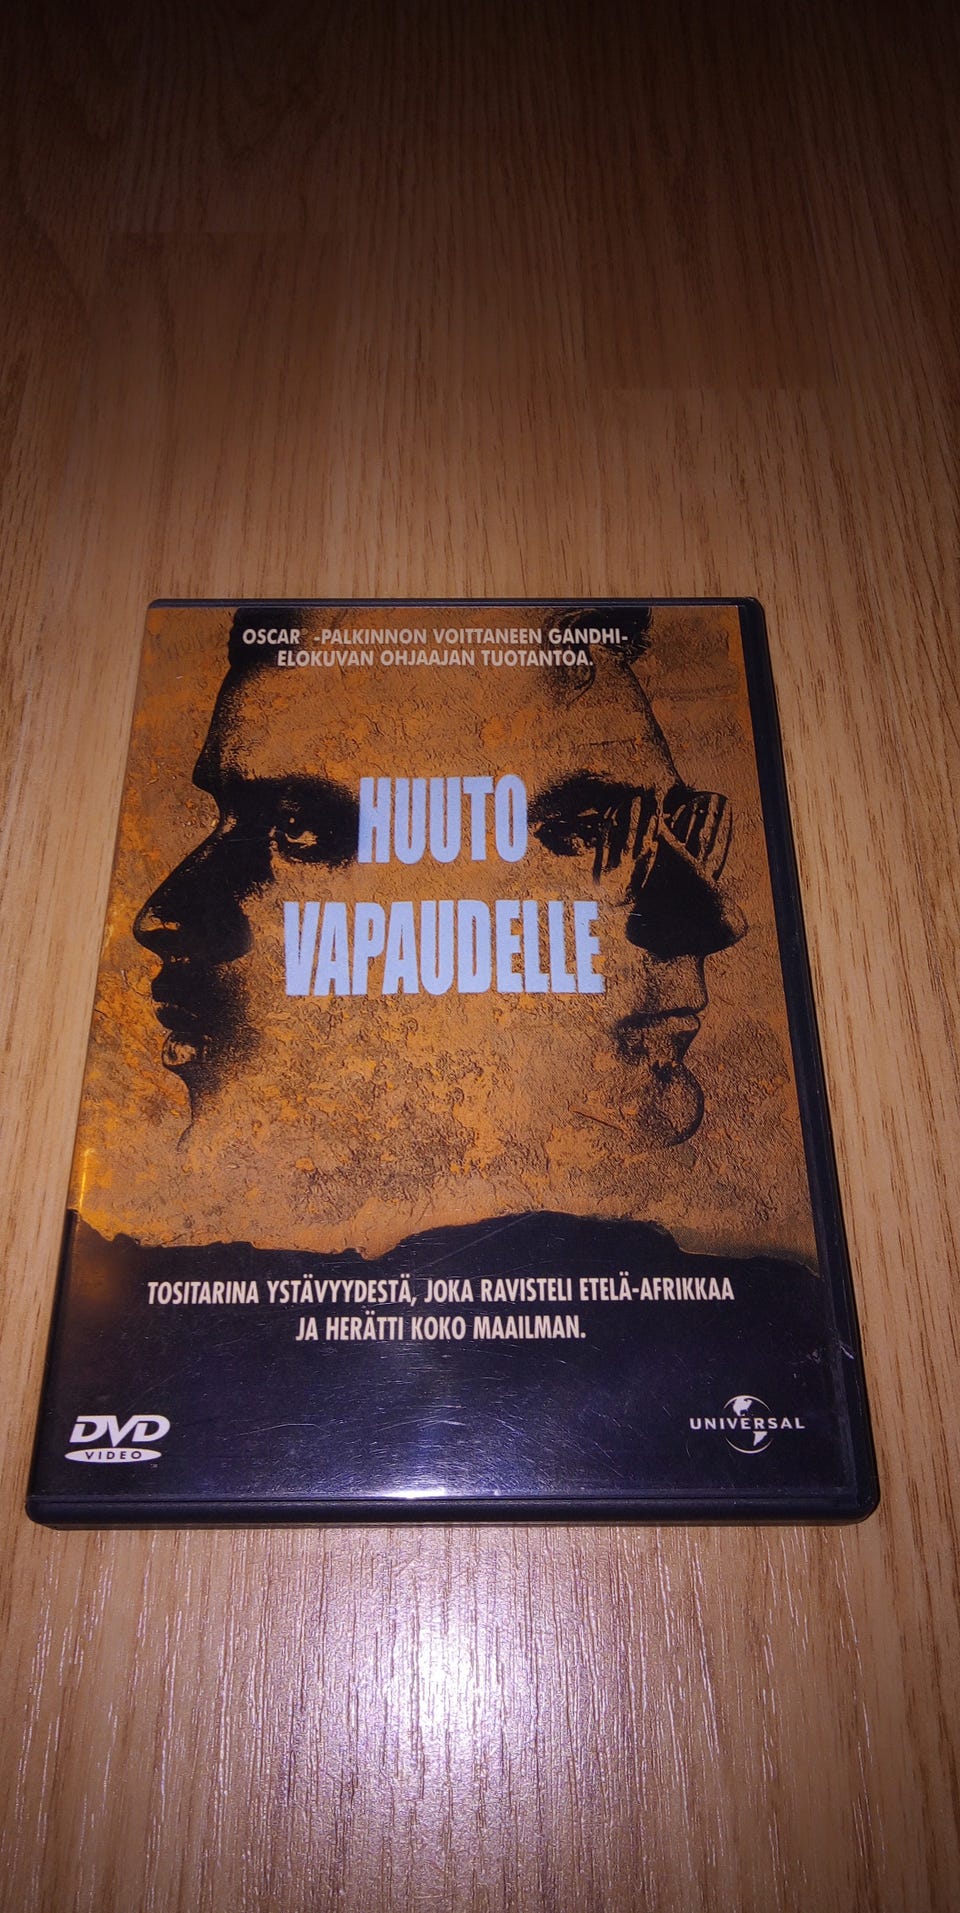 OSCAR -PALKINNON VOITTANEEN GANDHI-
ELOKUVAN OHJAAJAN TUOTANTOA.
HUUTO
VAPAUDELLE
TOSITARINA YSTÄVYYDESTÄ, JOKA RAVISTELI ETELÄ-AFRIKKAA
JA HERÄTTI KOKO MAAILMAN.
DVD
VIDEO
UNIVERSAL